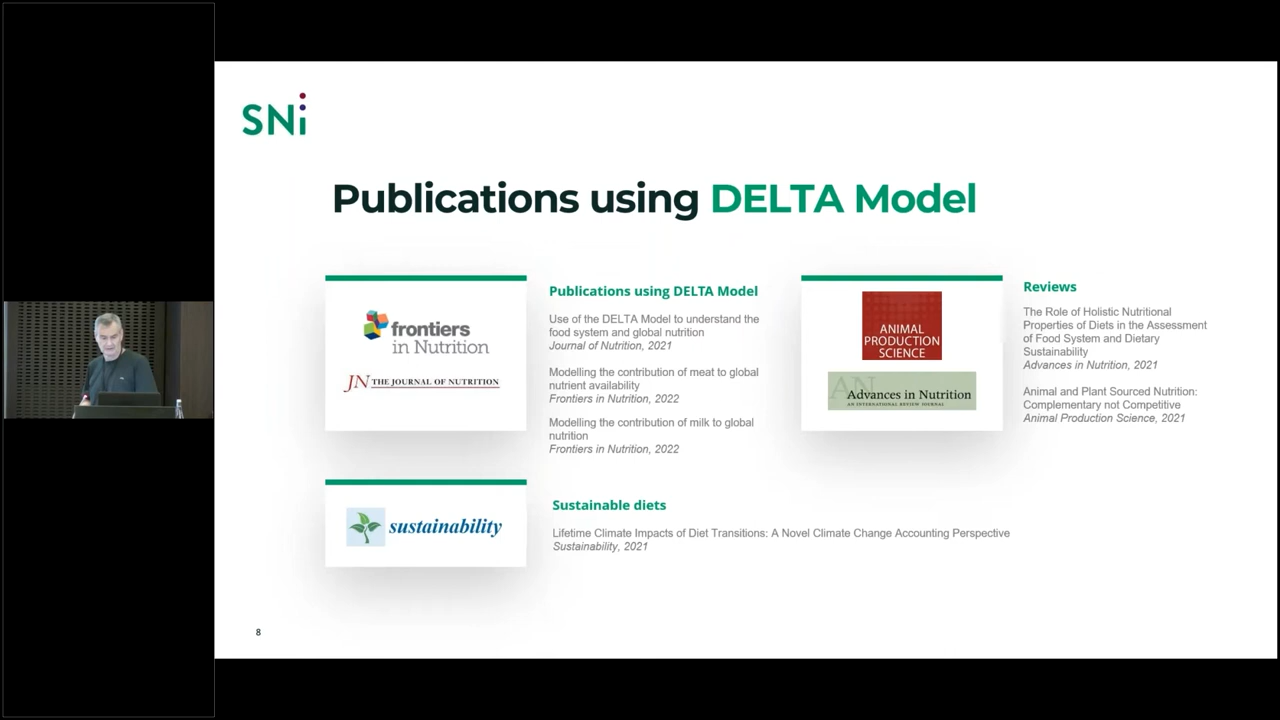 SNi
Publications using DELTA Model
frontiers
in Nutrition
JN THE JOURNAL OF NUTRITION
Publications using DELTA Model
Use of the DELTA Model to understand the
food system and global nutrition
Journal of Nutrition, 2021
Modelling the contribution of meat to global
nutrient availability
Frontiers in Nutrition, 2022
Modelling the contribution of milk to global
nutrition
Frontiers in Nutrition, 2022
ANIMAL
PRODUCTION
SCIENCE
AN
Advances in Nutrition
AN INTERNATIONAL REVIEW JOURNAL
Reviews
The Role of Holistic Nutritional
Properties of Diets in the Assessment
of Food System and Dietary
Sustainability
Advances in Nutrition, 2021
Animal and Plant Sourced Nutrition:
Complementary not Competitive
Animal Production Science, 2021
sustainability
Sustainable diets
Lifetime Climate Impacts of Diet Transitions: A Novel Climate Change Accounting Perspective
Sustainability, 2021
8